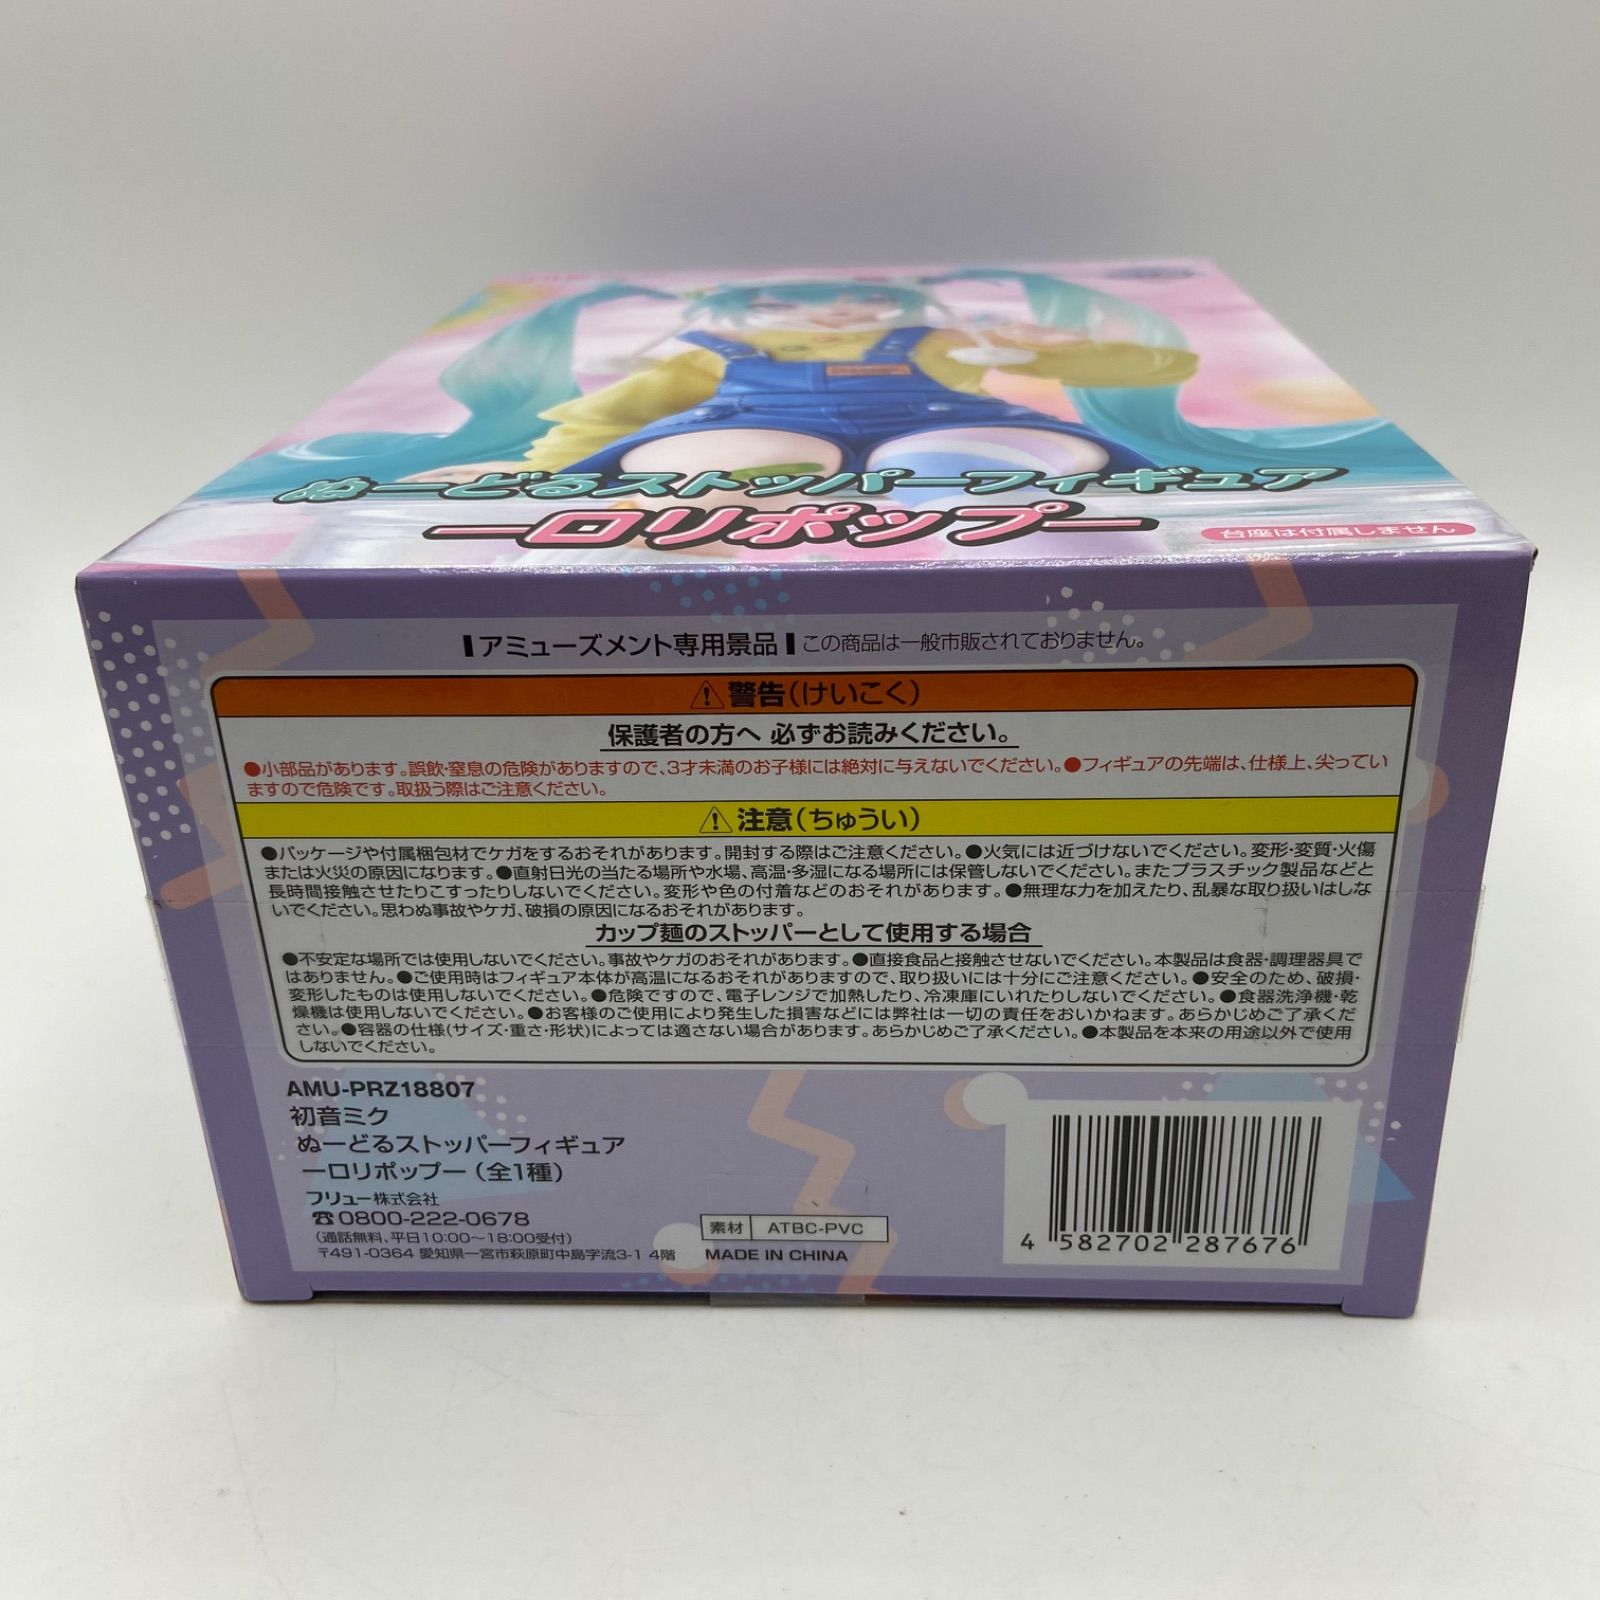 ぬーどるストッパーフィギュア
ーロリポップー
台座は付属しません
アミューズメント専用景品 この商品は一般市販されておりません。
警告(けいこく)
保護者の方へ 必ずお読みください。
●小部品があります。誤飲・窒息の危険がありますので、3才未満のお子様には絶対に与えないでください。●フィギュアの先端は、仕様上、尖ってい
ますので危険です。取扱う際はご注意ください。
注意(ちゅうい)
●パッケージや付属梱包材でケガをするおそれがあります。開封する際はご注意ください。●火気には近づけないでください。変形・変質・火傷
または火災の原因になります。●直射日光の当たる場所や水場、高温・多湿になる場所には保管しないでください。またプラスチック製品などと
長時間接触させたりこすったりしないでください。変形や色の付着などのおそれがあります。●無理な力を加えたり、乱暴な取り扱いはしな
いでください。思わぬ事故やケガ、破損の原因になるおそれがあります。
カップ麺のストッパーとして使用する場合
●不安定な場所では使用しないでください。事故やケガのおそれがあります。●直接食品と接触させないでください。本製品は食器・調理器具で
はありません。●ご使用時はフィギュア本体が高温になるおそれがありますので、取り扱いには十分にご注意ください。●安全のため、破損・
変形したものは使用しないでください。●危険ですので、電子レンジで加熱したり、冷凍庫にいれたりしないでください。●食器洗浄機・乾
燥機は使用しないでください。●お客様のご使用により発生した損害などには弊社は一切の責任をおいかねます。あらかじめご了承くだ
さい。●容器の仕様(サイズ・重さ・形状)によっては適さない場合があります。あらかじめご了承ください。●本製品を本来の用途以外で使用
しないでください。
AMU-PRZ18807
初音ミク
ぬーどるストッパーフィギュア
ーロリポップー(全1種)
フリュー株式会社
☎0800-222-0678
(通話無料、平日10:00~18:00受付)
〒491-0364 愛知県一宮市萩原町中島字流3-1 4階
素材 ATBC-PVC
MADE IN CHINA
4 582702 287676